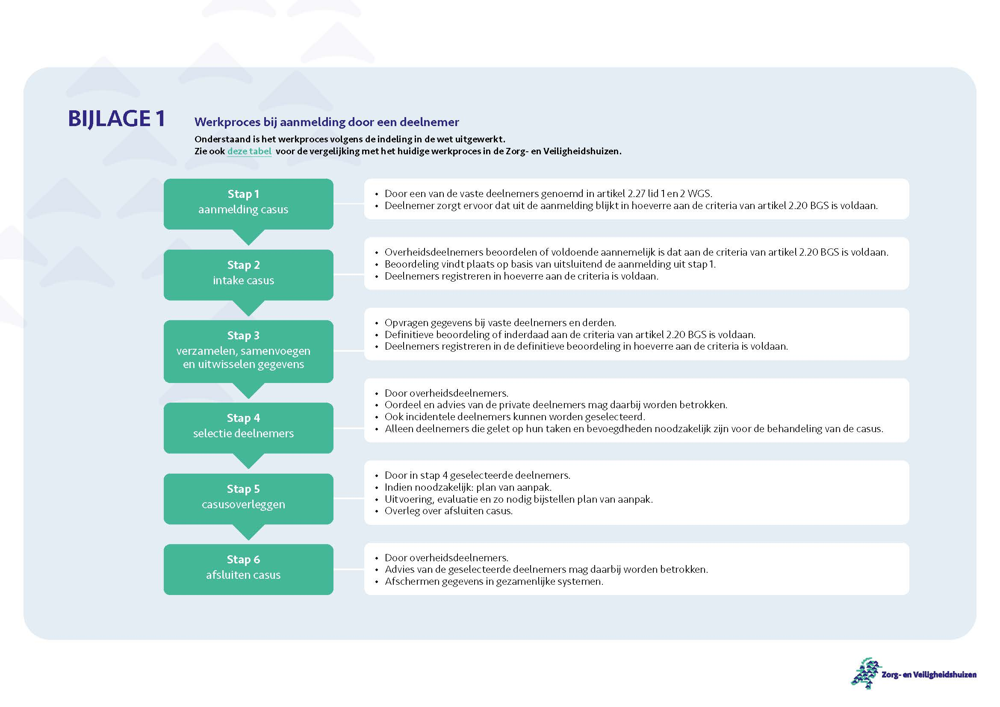 BIJLAGE 1
Werkproces bij aanmelding door een deelnemer
Onderstaand is het werkproces volgens de indeling in de wet uitgewerkt.
Zie ook deze tabel voor de vergelijking met het huidige werkproces in de Zorg- en Veiligheidshuizen.
Stap 1
aanmelding casus
• Door een van de vaste deelnemers genoemd in artikel 2.27 lid 1 en 2 WGS.
• Deelnemer zorgt ervoor dat uit de aanmelding blijkt in hoeverre aan de criteria van artikel 2.20 BGS is voldaan.
Stap 2
intake casus
• Overheidsdeelnemers beoordelen of voldoende aannemelijk is dat aan de criteria van artikel 2.20 BGS is voldaan.
• Beoordeling vindt plaats op basis van uitsluitend de aanmelding uit stap 1.
• Deelnemers registreren in hoeverre aan de criteria is voldaan.
Stap 3
verzamelen, samenvoegen
en uitwisselen gegevens
• Opvragen gegevens bij vaste deelnemers en derden.
• Definitieve beoordeling of inderdaad aan de criteria van artikel 2.20 BGS is voldaan.
• Deelnemers registreren in de definitieve beoordeling in hoeverre aan de criteria is voldaan.
Stap 4
selectie deelnemers
• Door overheidsdeelnemers.
• Oordeel en advies van de private deelnemers mag daarbij worden betrokken.
• Ook incidentele deelnemers kunnen worden geselecteerd.
• Alleen deelnemers die gelet op hun taken en bevoegdheden noodzakelijk zijn voor de behandeling van de casus.
Stap 5
casusoverleggen
• Door in stap 4 geselecteerde deelnemers.
• Indien noodzakelijk: plan van aanpak.
• Uitvoering, evaluatie en zo nodig bijstellen plan van aanpak.
• Overleg over afsluiten casus.
Stap 6
afsluiten casus
• Door overheidsdeelnemers.
• Advies van de geselecteerde deelnemers mag daarbij worden betrokken.
• Afschermen gegevens in gezamenlijke systemen.
Zorg- en Veiligheidshuizen